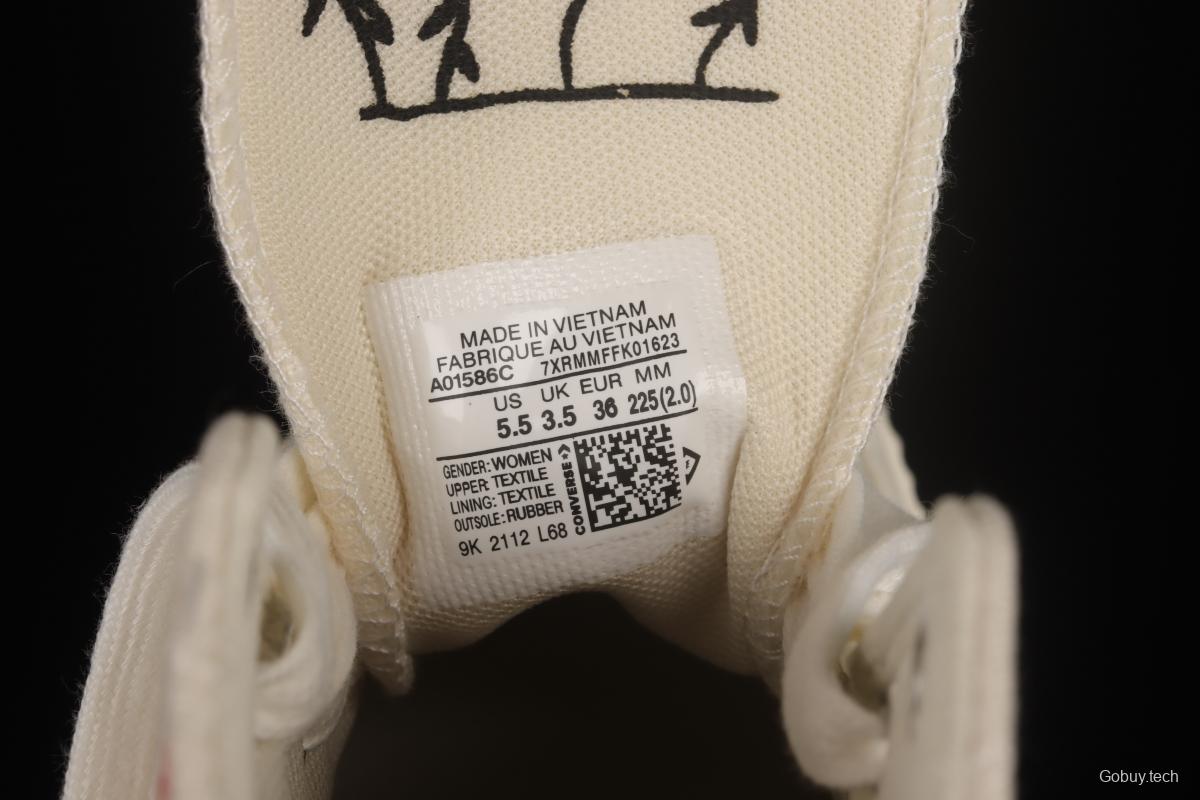 MADE IN VIETNAM
FABRIQUE AU VIETNAM
A01586C 7XRMMFFK01623
US UK EUR MM
5.5 3.5 36 225(2.0)
GENDER: WOMEN
UPPER: TEXTILE
LINING: TEXTILE
OUTSOLE: RUBBER
9K 2112 L68
CONVERSE
Gobuy.tech